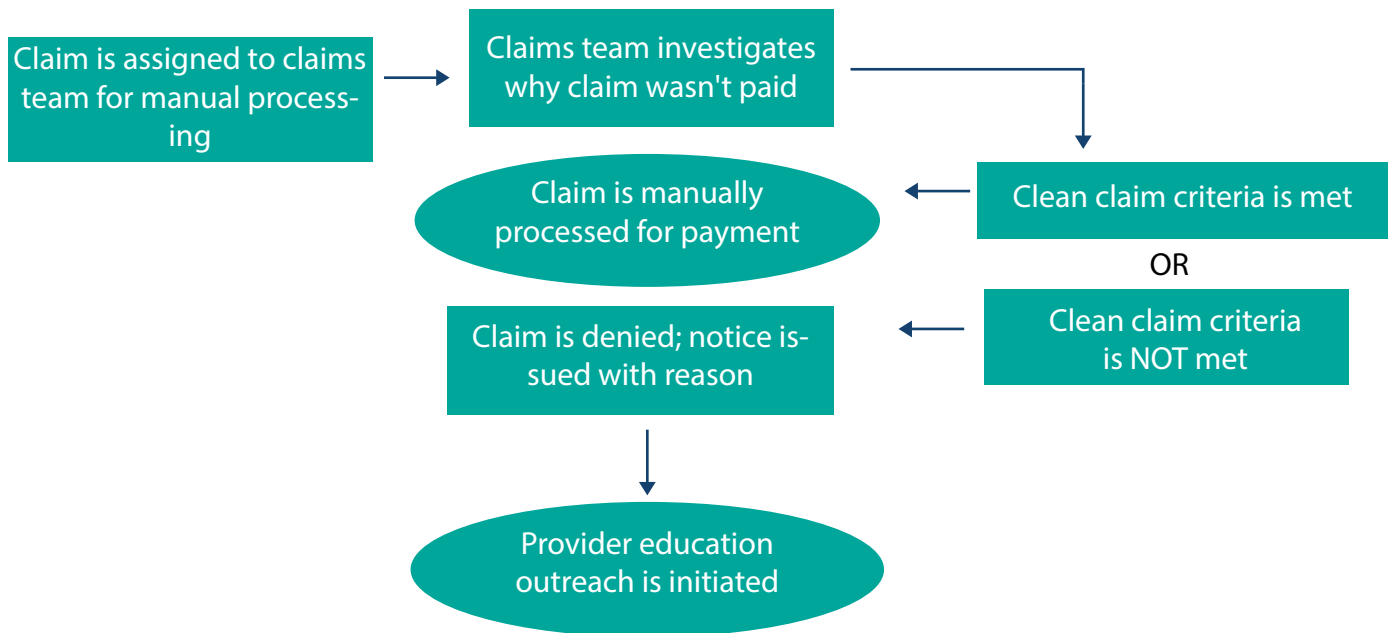 Claim is assigned to claims
team for manual process-
ing
Claims team investigates
why claim wasn't paid
Clean claim criteria is met
Claim is manually
processed for payment
OR
Clean claim criteria
is NOT met
Claim is denied; notice is-
sued with reason
Provider education
outreach is initiated